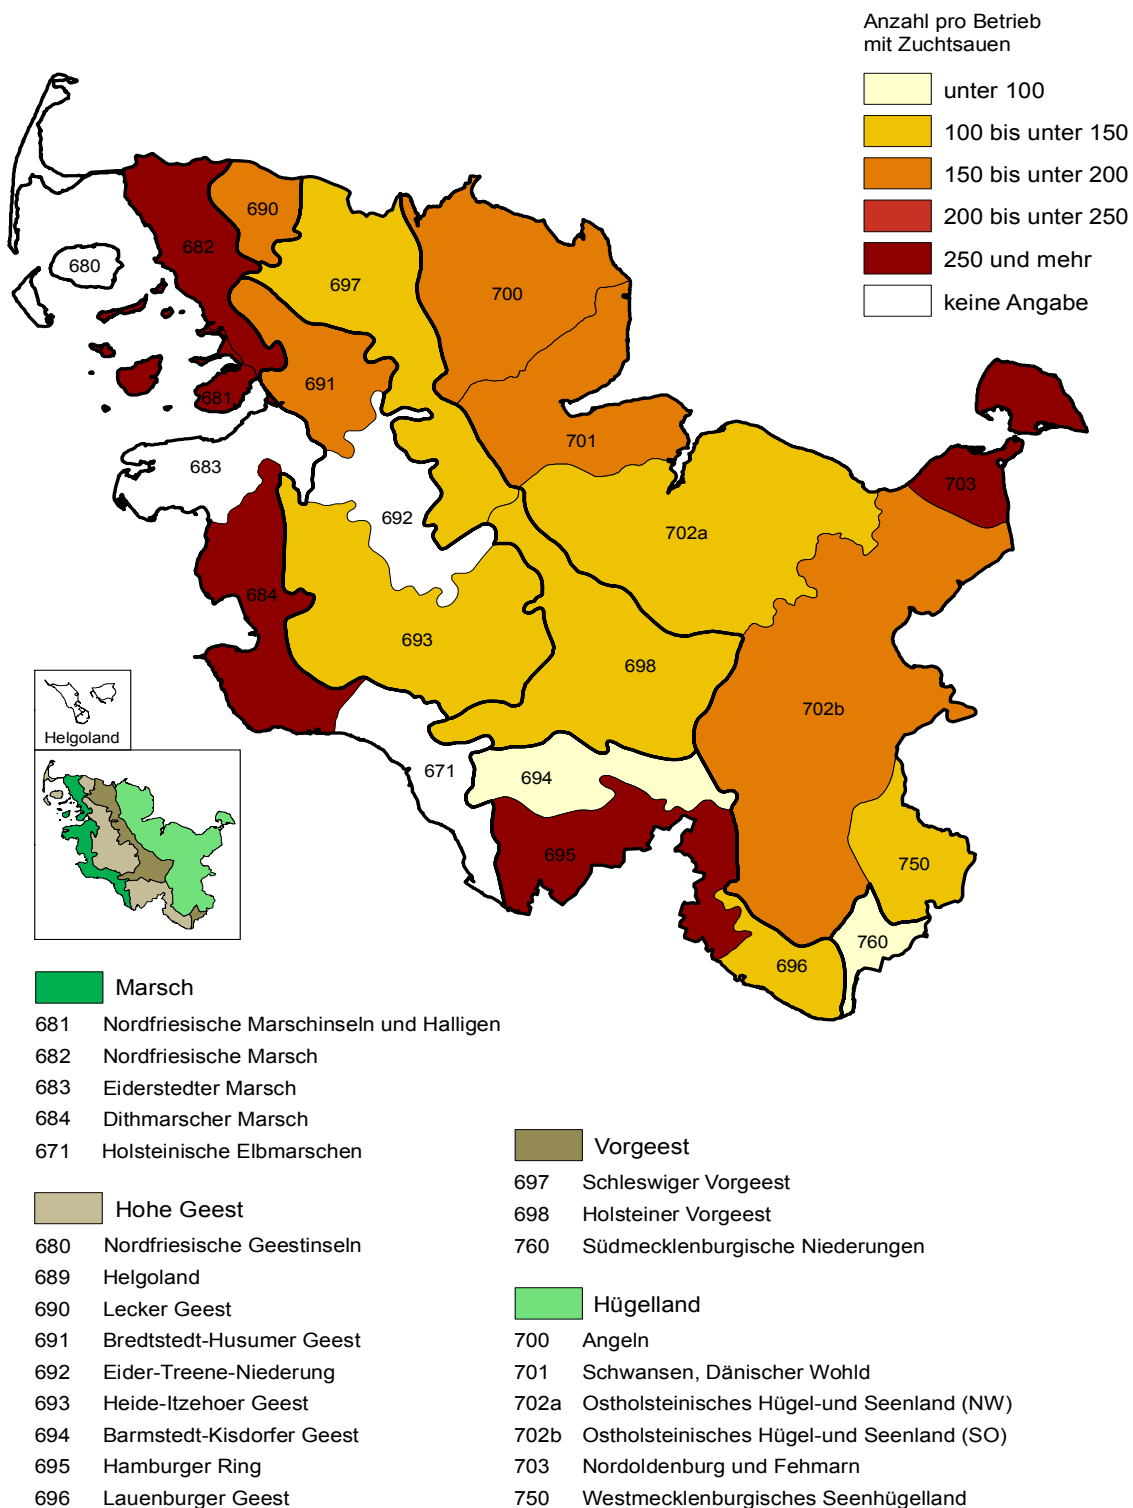 Anzahl pro Betrieb
mit Zuchtsauen
unter 100
100 bis unter 150
150 bis unter 200
200 bis unter 250
250 und mehr
keine Angabe
690
682
680
697
700
691
681
701
683
703
692
702a
684
693
698
702b
671
694
695
750
760
696
Helgoland
Marsch
681 Nordfriesische Marschinseln und Halligen
682 Nordfriesische Marsch
683 Eiderstedter Marsch
684 Dithmarscher Marsch
671 Holsteinische Elbmarschen
Hohe Geest
680 Nordfriesische Geestinseln
689 Helgoland
690 Lecker Geest
691 Bredtstedt-Husumer Geest
692 Eider-Treene-Niederung
693 Heide-Itzehoer Geest
694 Barmstedt-Kisdorfer Geest
695 Hamburger Ring
696 Lauenburger Geest
Vorgeest
697 Schleswiger Vorgeest
698 Holsteiner Vorgeest
760 Südmecklenburgische Niederungen
Hügelland
700 Angeln
701 Schwansen, Dänischer Wohld
702a Ostholsteinisches Hügel-und Seenland (NW)
702b Ostholsteinisches Hügel-und Seenland (SO)
703 Nordoldenburg und Fehmarn
750 Westmecklenburgisches Seenhügelland